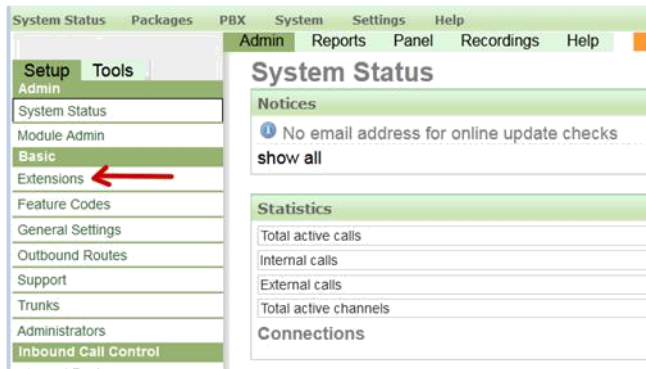 System Status Packages PBX System Settings Help
Admin Reports Panel Recordings Help
Setup Tools
Admin
System Status
Module Admin
Basic
Extensions
Feature Codes
General Settings
Outbound Routes
Support
Trunks
Administrators
Inbound Call Control
System Status
Notices
No email address for online update checks
show all
Statistics
Total active calls
Internal calls
External calls
Total active channels
Connections